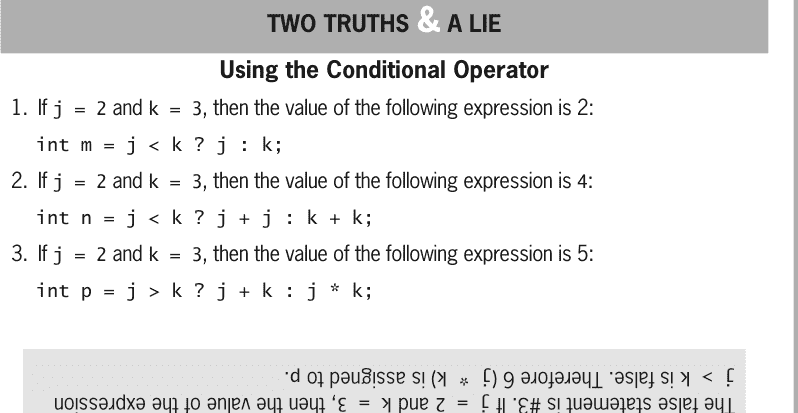 TWO TRUTHS & A LIE
Using the Conditional Operator
1. If j = 2 and k = 3, then the value of the following expression is 2:
int m = j < k ? j : k;
2. If j = 2 and k = 3, then the value of the following expression is 4:
int n = j < k ? j + j : k + k;
3. If j = 2 and k = 3, then the value of the following expression is 5:
int p = j > k ? j + k : j * k;
The false statement is #3. If j = 2 and k = 3, then the value of the expression
j > k is false. Therefore 6 (j * k) is assigned to p.